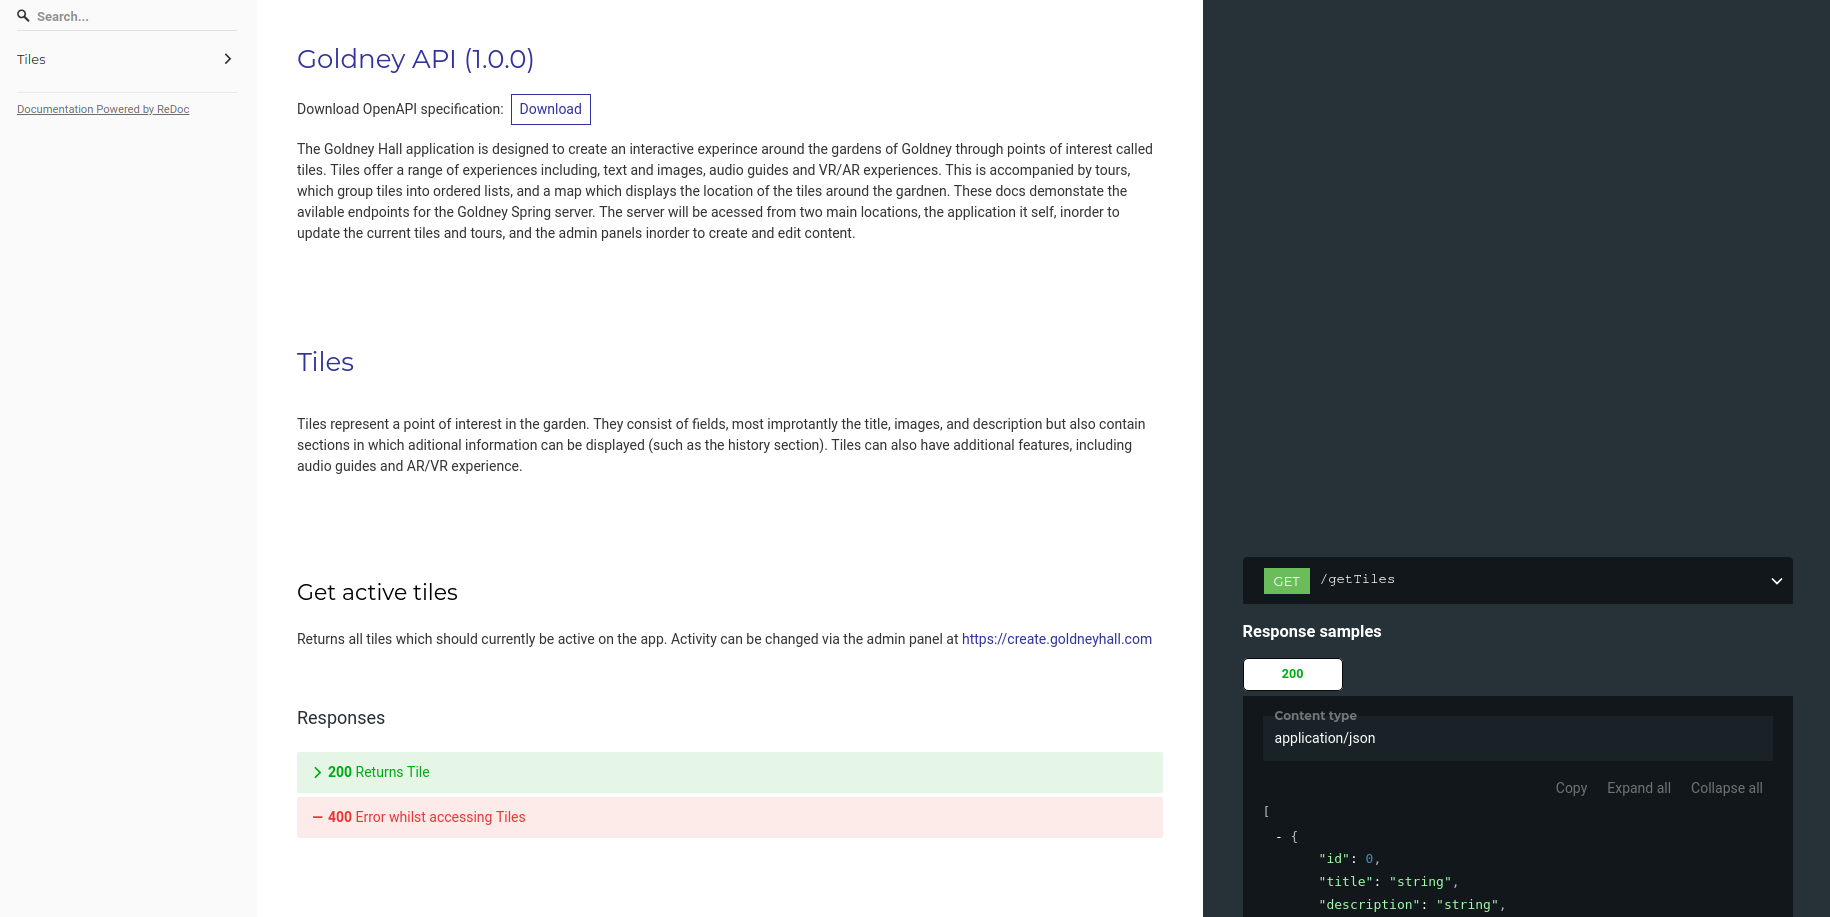 Search...
Tiles
Documentation Powered by ReDoc
Goldney API (1.0.0)
Download OpenAPI specification: Download
The Goldney Hall application is designed to create an interactive experince around the gardens of Goldney through points of interest called
tiles. Tiles offer a range of experiences including, text and images, audio guides and VR/AR experiences. This is accompanied by tours,
which group tiles into ordered lists, and a map which displays the location of the tiles around the gardnen. These docs demonstate the
avilable endpoints for the Goldney Spring server. The server will be acessed from two main locations, the application it self, inorder to
update the current tiles and tours, and the admin panels inorder to create and edit content.
Tiles
Tiles represent a point of interest in the garden. They consist of fields, most improtantly the title, images, and description but also contain
sections in which aditional information can be displayed (such as the history section). Tiles can also have additional features, including
audio guides and AR/VR experience.
Get active tiles
Returns all tiles which should currently be active on the app. Activity can be changed via the admin panel at https://create.goldneyhall.com
Responses
200 Returns Tile
400 Error whilst accessing Tiles
GET /getTiles
Response samples
200
Content type
application/json
Copy Expand all Collapse all
[
- {
"id": 0,
"title": "string",
"description": "string",